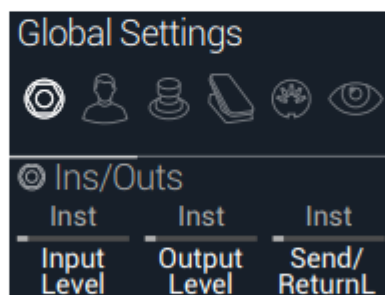 Global Settings
Ins/Outs
Inst Inst Inst
Input Output Send/
Level Level ReturnL